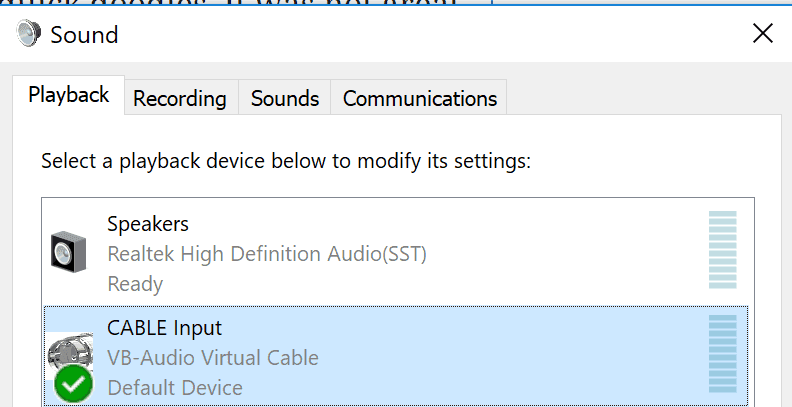 Sound
Playback
Recording
Sounds
Communications
Select a playback device below to modify its settings:
Speakers
Realtek High Definition Audio(SST)
Ready
CABLE Input
VB-Audio Virtual Cable
Default Device